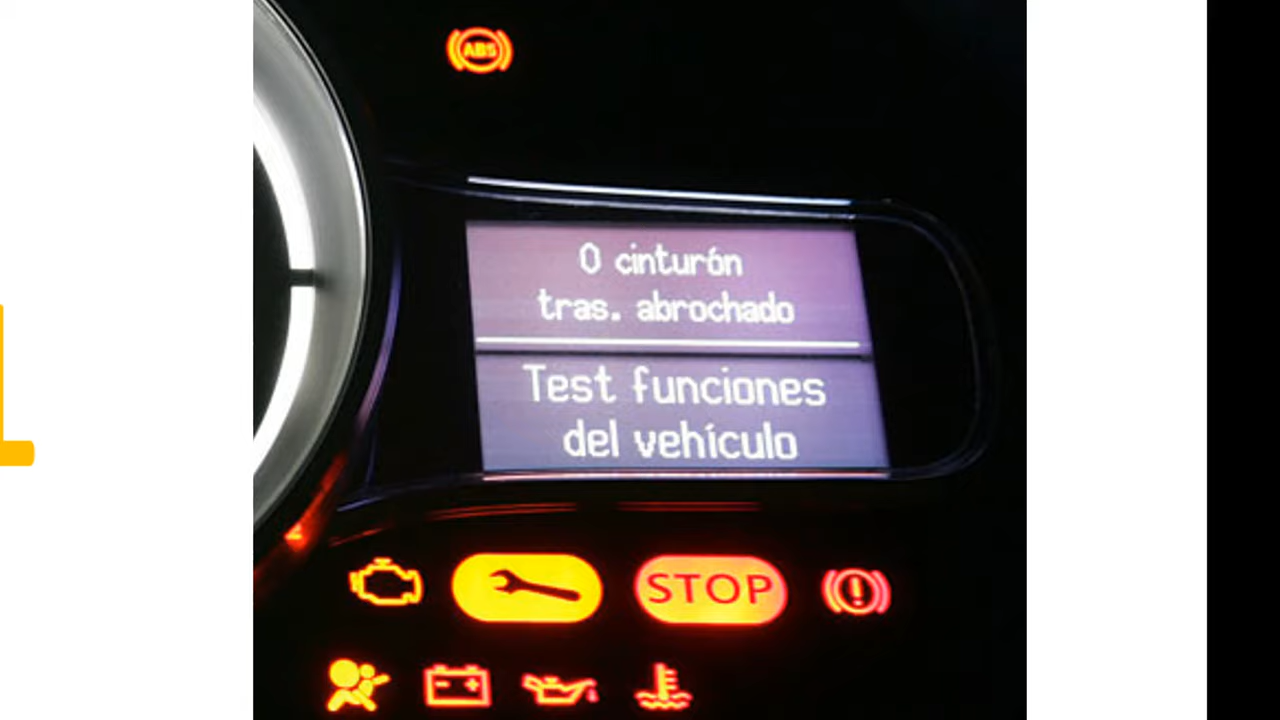 ABS
0 cinturón
tras. abrochado
Test funciones
del vehículo
STOP